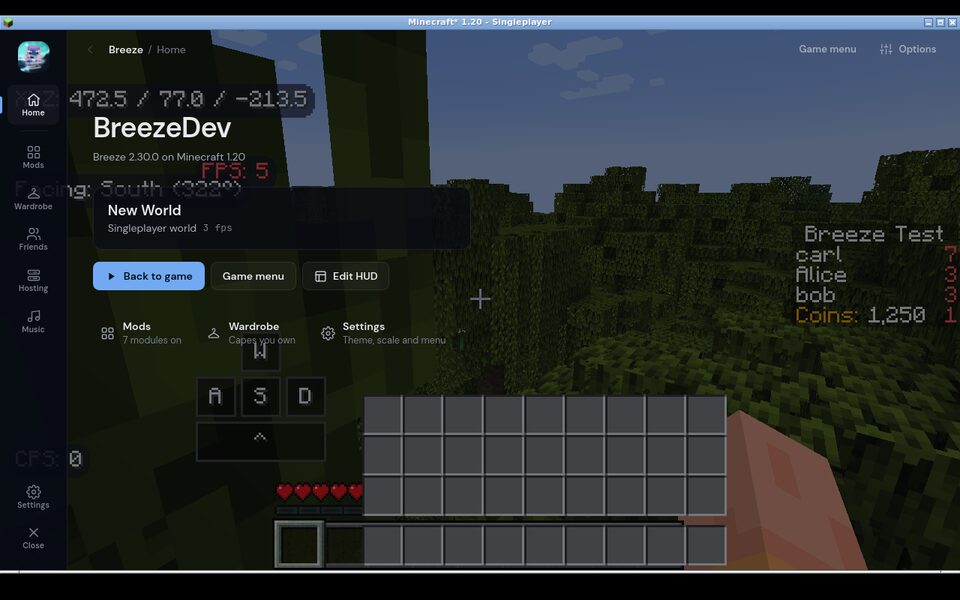 Minecraft* 1.20 - Singleplayer
Breeze / Home
Game menu
Options
XYZ: 472.5 / 77.0 / -213.5
Home
BreezeDev
Breeze 2.30.0 on Minecraft 1.20
FPS: 5
Mods
Facing: South (322°)
Wardrobe
New World
Singleplayer world 3 fps
Friends
Hosting
Music
Back to game
Game menu
Edit HUD
Mods
7 modules on
Wardrobe
Capes you own
Settings
Theme, scale and menu
Breeze Test
carl 7
Alice 3
bob 3
Coins: 1,250 1
W
A S D
^
CPS: 0
Settings
Close